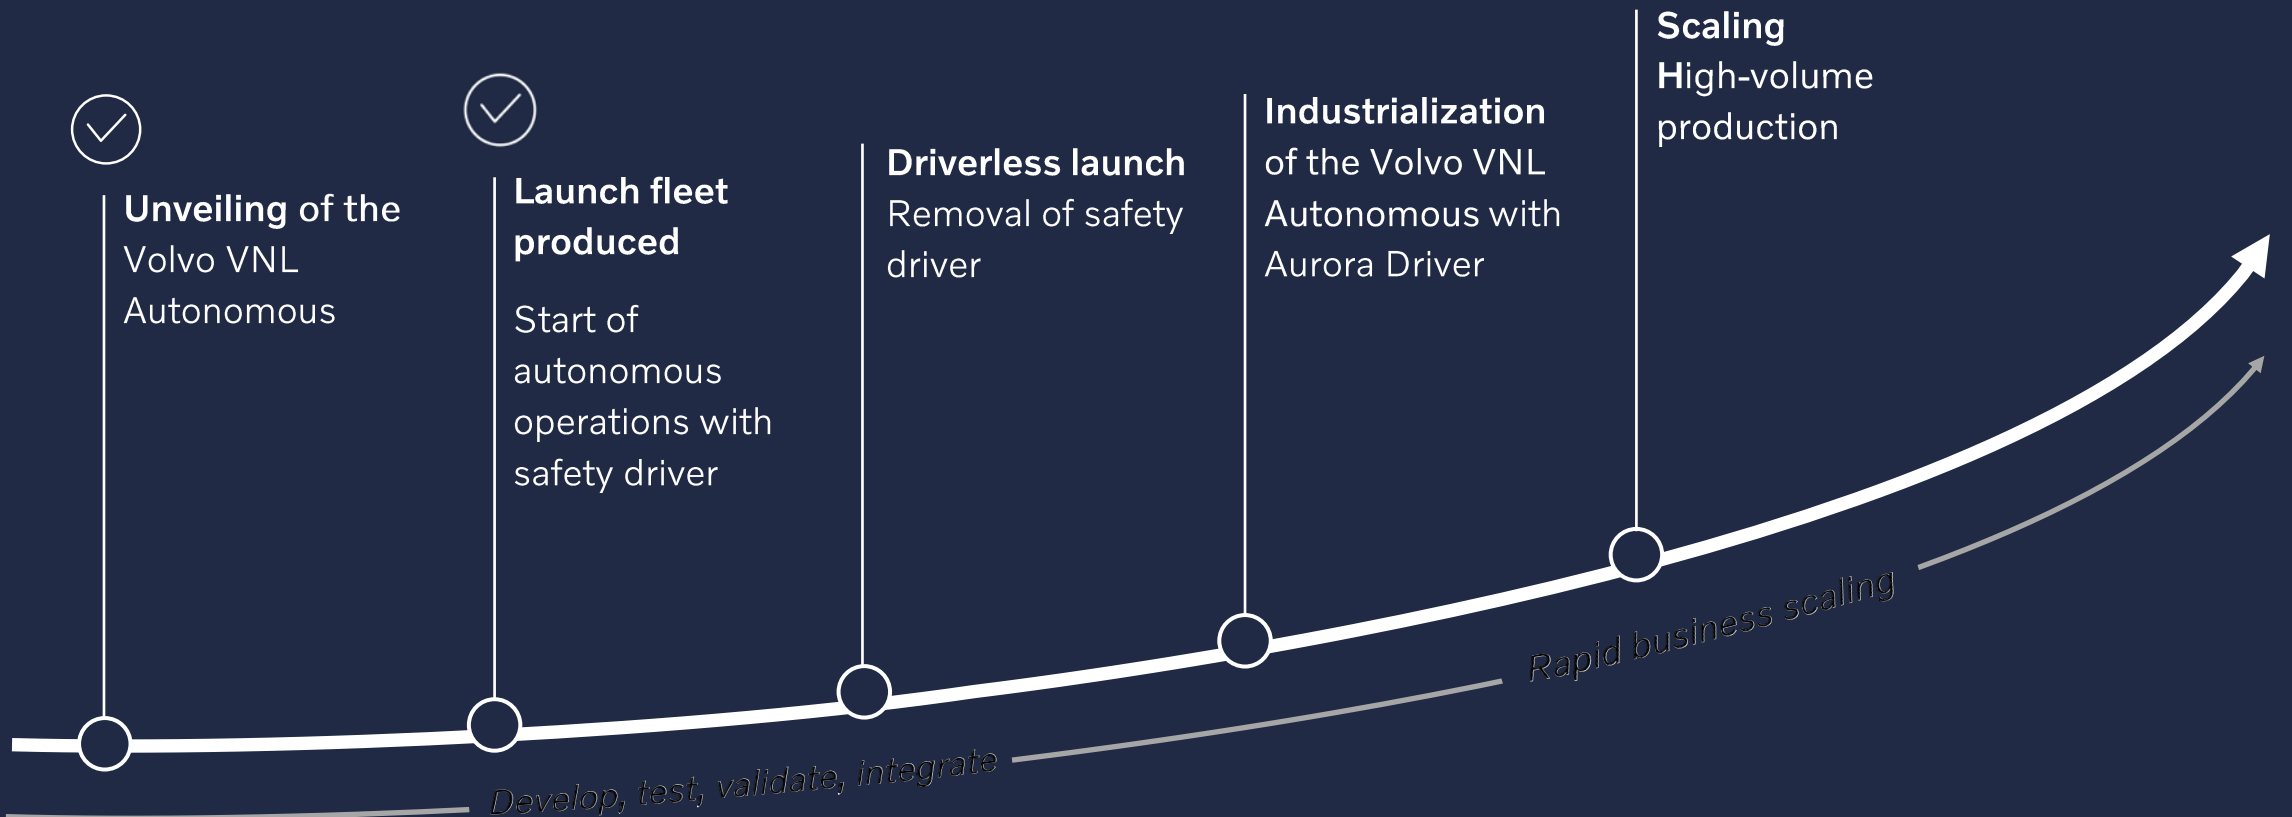 Unveiling of the
Volvo VNL
Autonomous
Launch fleet
produced
Start of
autonomous
operations with
safety driver
Driverless launch
Removal of safety
driver
Industrialization
of the Volvo VNL
Autonomous with
Aurora Driver
Scaling
High-volume
production
Develop, test, validate, integrate
Rapid business scaling